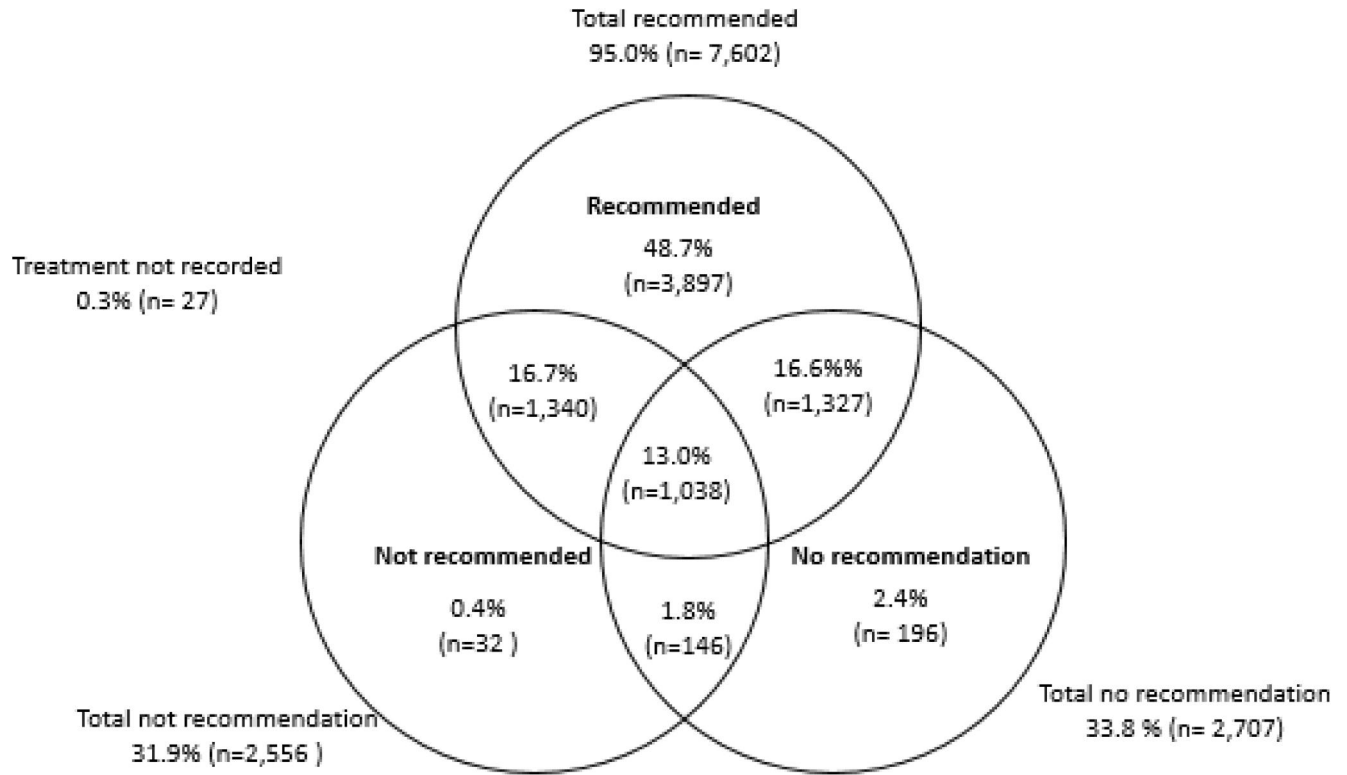 Total recommended
95.0% (n= 7,602)
Recommended
48.7%
(n=3,897)
Treatment not recorded
0.3% (n= 27)
16.7%
(n=1,340)
16.6%%
(n=1,327)
13.0%
(n=1,038)
Not recommended
No recommendation
0.4%
(n=32 )
1.8%
(n=146)
2.4%
(n= 196)
Total not recommendation
31.9% (n=2,556 )
Total no recommendation
33.8 % (n= 2,707)